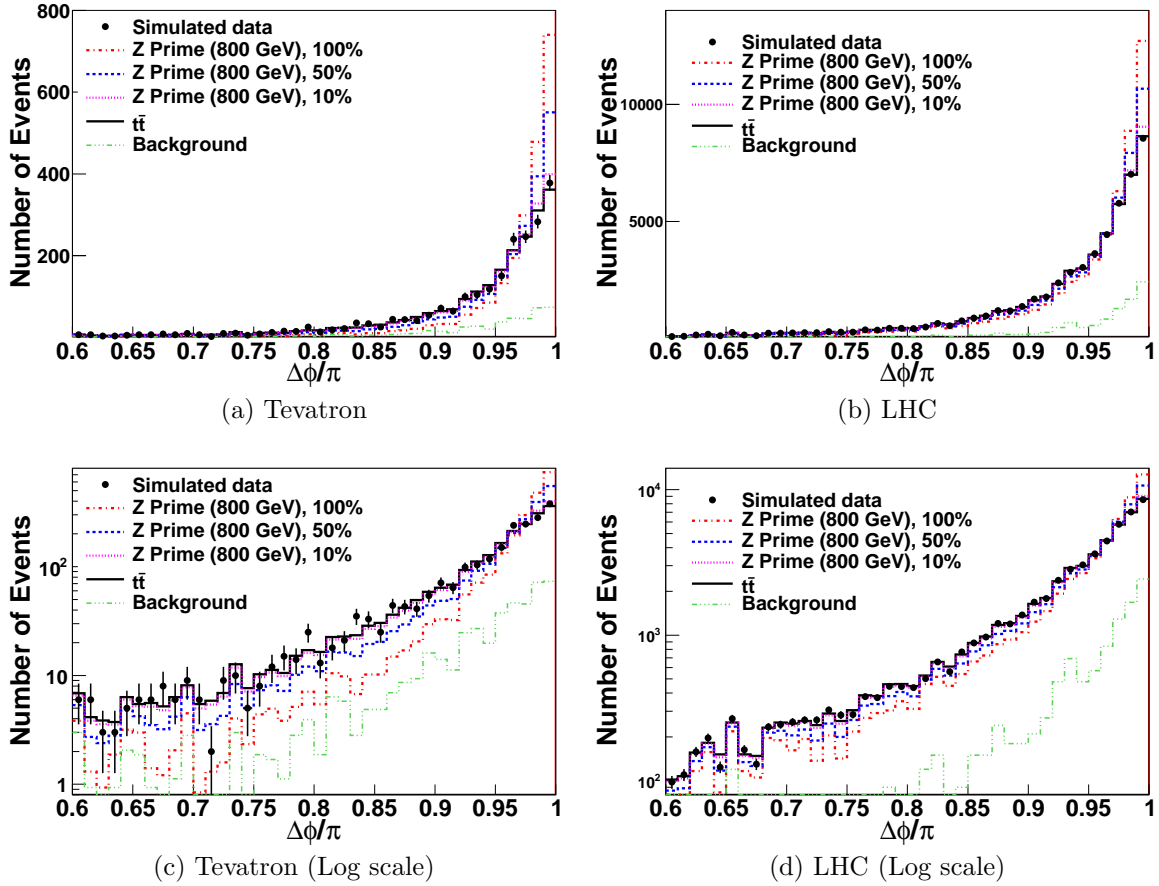 Number of Events
800
600
400
200
Simulated data
Z Prime (800 GeV), 100%
Z Prime (800 GeV), 50%
Z Prime (800 GeV), 10%
tt̄
Background
0.6 0.65 0.7 0.75 0.8 0.85 0.9 0.95 1
Δϕ/π
(a) Tevatron
Number of Events
10000
5000
Simulated data
Z Prime (800 GeV), 100%
Z Prime (800 GeV), 50%
Z Prime (800 GeV), 10%
tt̄
Background
0.6 0.65 0.7 0.75 0.8 0.85 0.9 0.95 1
Δϕ/π
(b) LHC
Number of Events
10²
10
1
Simulated data
Z Prime (800 GeV), 100%
Z Prime (800 GeV), 50%
Z Prime (800 GeV), 10%
tt̄
Background
0.6 0.65 0.7 0.75 0.8 0.85 0.9 0.95 1
Δϕ/π
(c) Tevatron (Log scale)
Number of Events
10⁴
10³
10²
Simulated data
Z Prime (800 GeV), 100%
Z Prime (800 GeV), 50%
Z Prime (800 GeV), 10%
tt̄
Background
0.6 0.65 0.7 0.75 0.8 0.85 0.9 0.95 1
Δϕ/π
(d) LHC (Log scale)